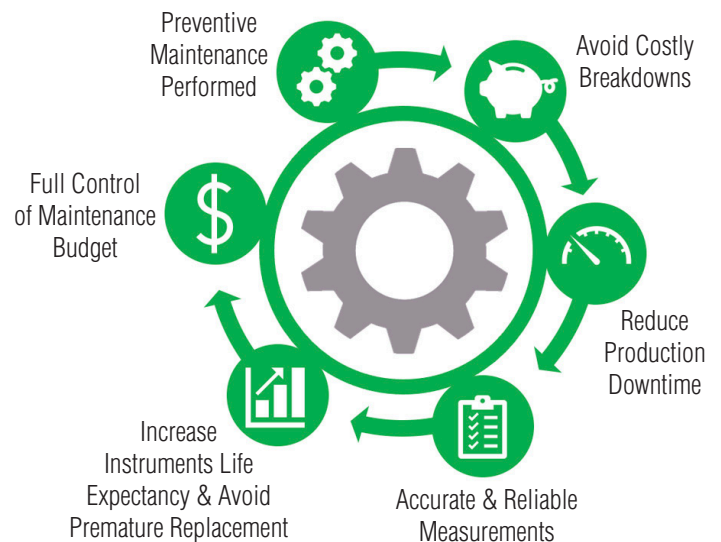 Preventive
Maintenance
Performed
Avoid Costly
Breakdowns
Reduce
Production
Downtime
Accurate & Reliable
Measurements
Increase
Instruments Life
Expectancy & Avoid
Premature Replacement
Full Control
of Maintenance
Budget
$